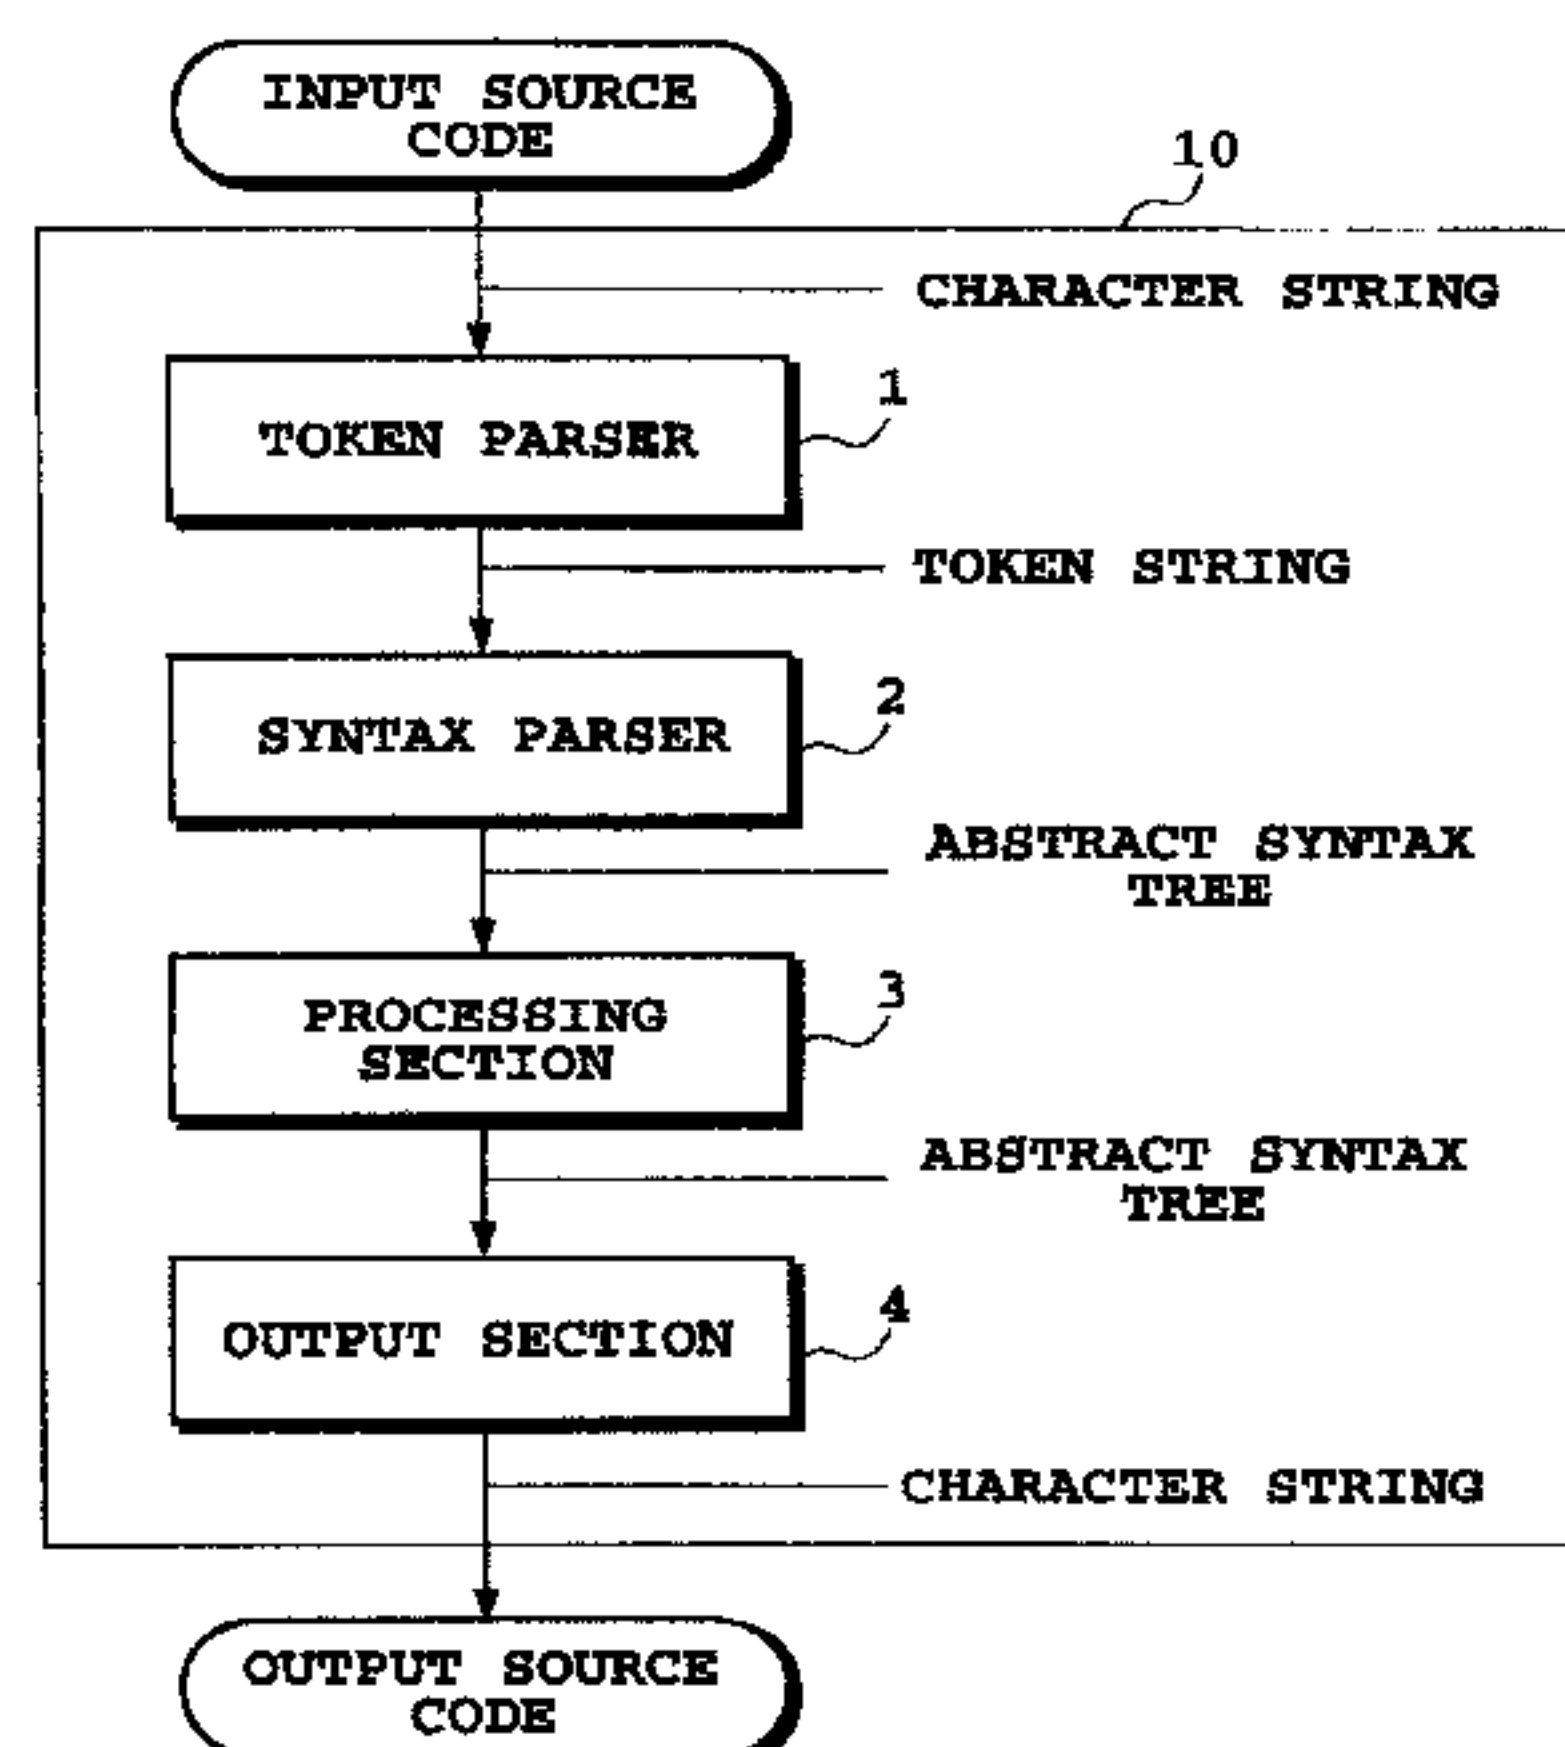 INPUT SOURCE
CODE
10
CHARACTER STRING
1
TOKEN PARSER
TOKEN STRING
2
SYNTAX PARSER
ABSTRACT SYNTAX
TREE
3
PROCESSING
SECTION
ABSTRACT SYNTAX
TREE
4
OUTPUT SECTION
CHARACTER STRING
OUTPUT SOURCE
CODE